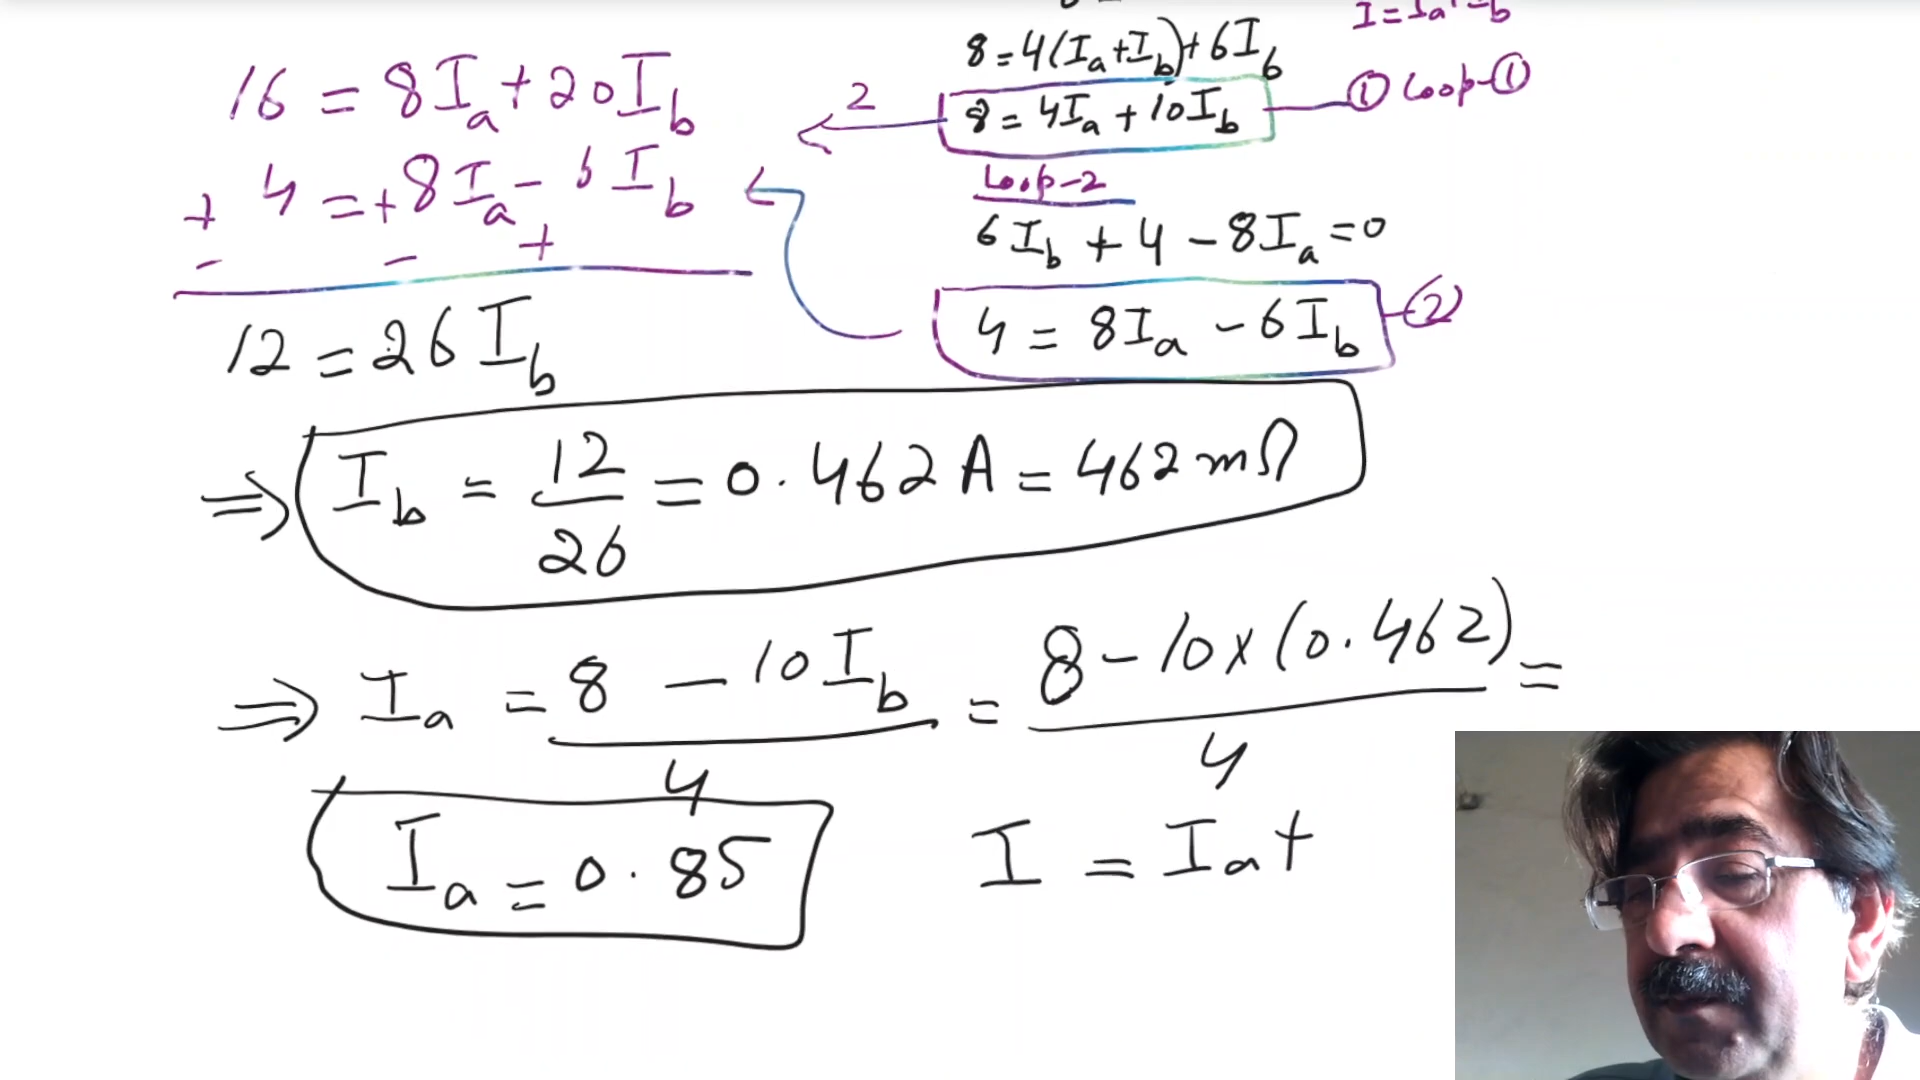 I = Ia + Ib
8 = 4(Ia + Ib) + 6Ib
8 = 4Ia + 10Ib ① Loop-①
2
16 = 8Ia + 20Ib
+ 4 = +8Ia - 6Ib
- - +
12 = 26Ib
Loop-2
6Ib + 4 - 8Ia = 0
4 = 8Ia - 6Ib ②
⇒ Ib = 12/26 = 0.462 A = 462 mΩ
⇒ Ia = 8 - 10Ib / 4 = 8 - 10 x (0.462) / 4 =
Ia = 0.85
I = Ia +